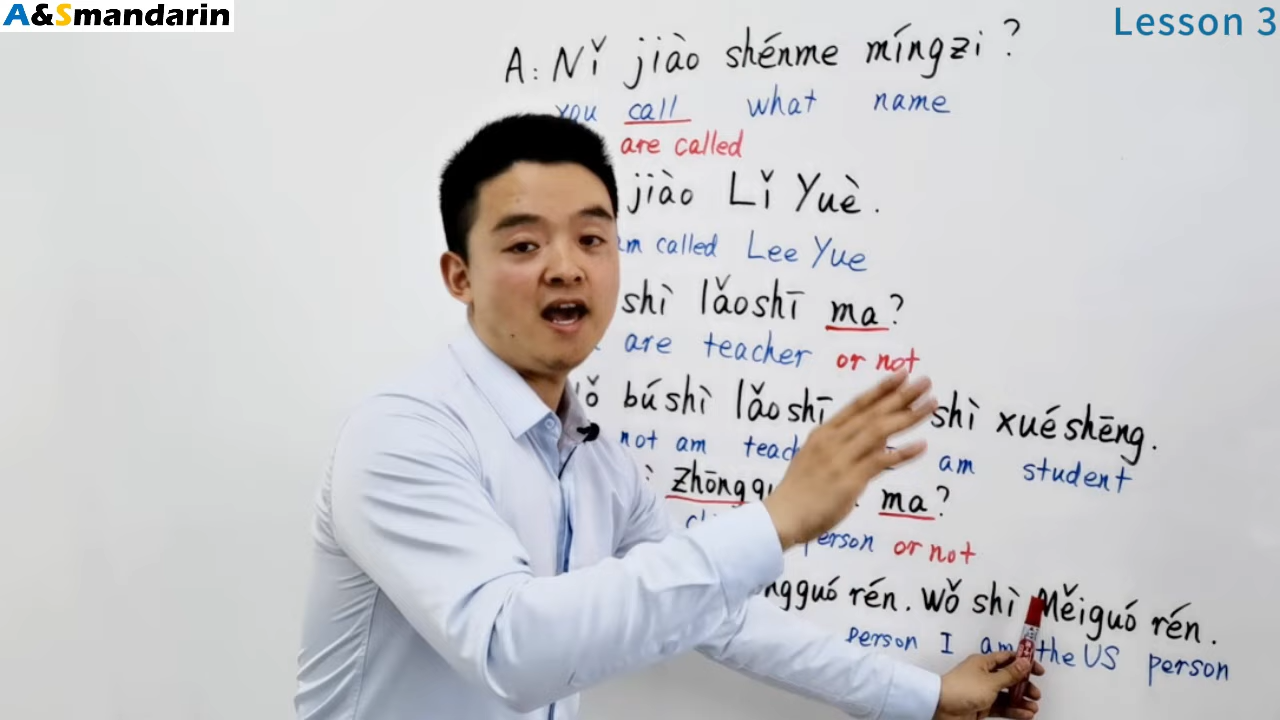 A&Smandarin
Lesson 3
A: Nǐ jiào shénme míngzi ?
you call what name
are called
jiào Lǐ Yuè.
am called Lee Yue
shì lǎoshī ma?
are teacher or not
bú shì lǎoshī shì xuéshēng.
not am am student
ma?
person or not
rén. Wǒ shì Měiguó rén.
person I am the US person